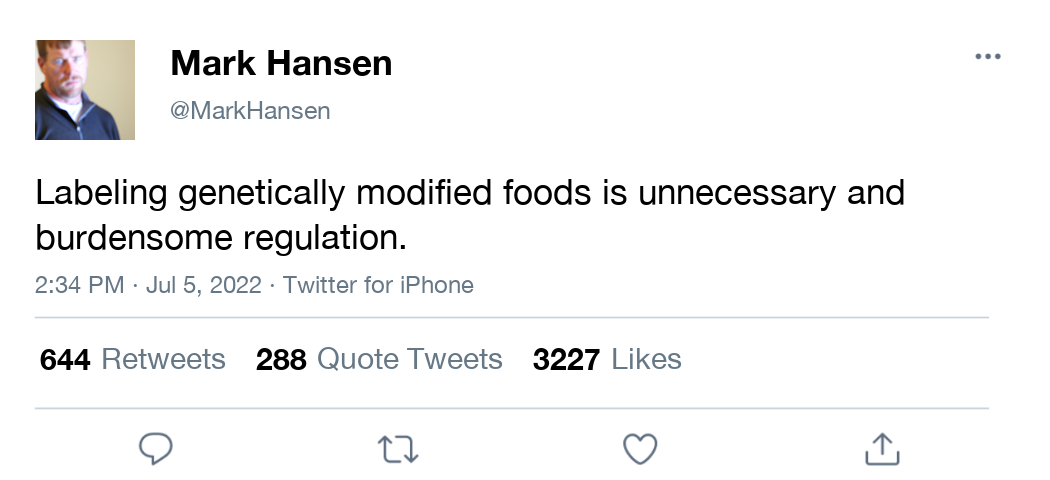 Mark Hansen
@MarkHansen
Labeling genetically modified foods is unnecessary and
burdensome regulation.
2:34 PM · Jul 5, 2022 · Twitter for iPhone
644 Retweets 288 Quote Tweets 3227 Likes